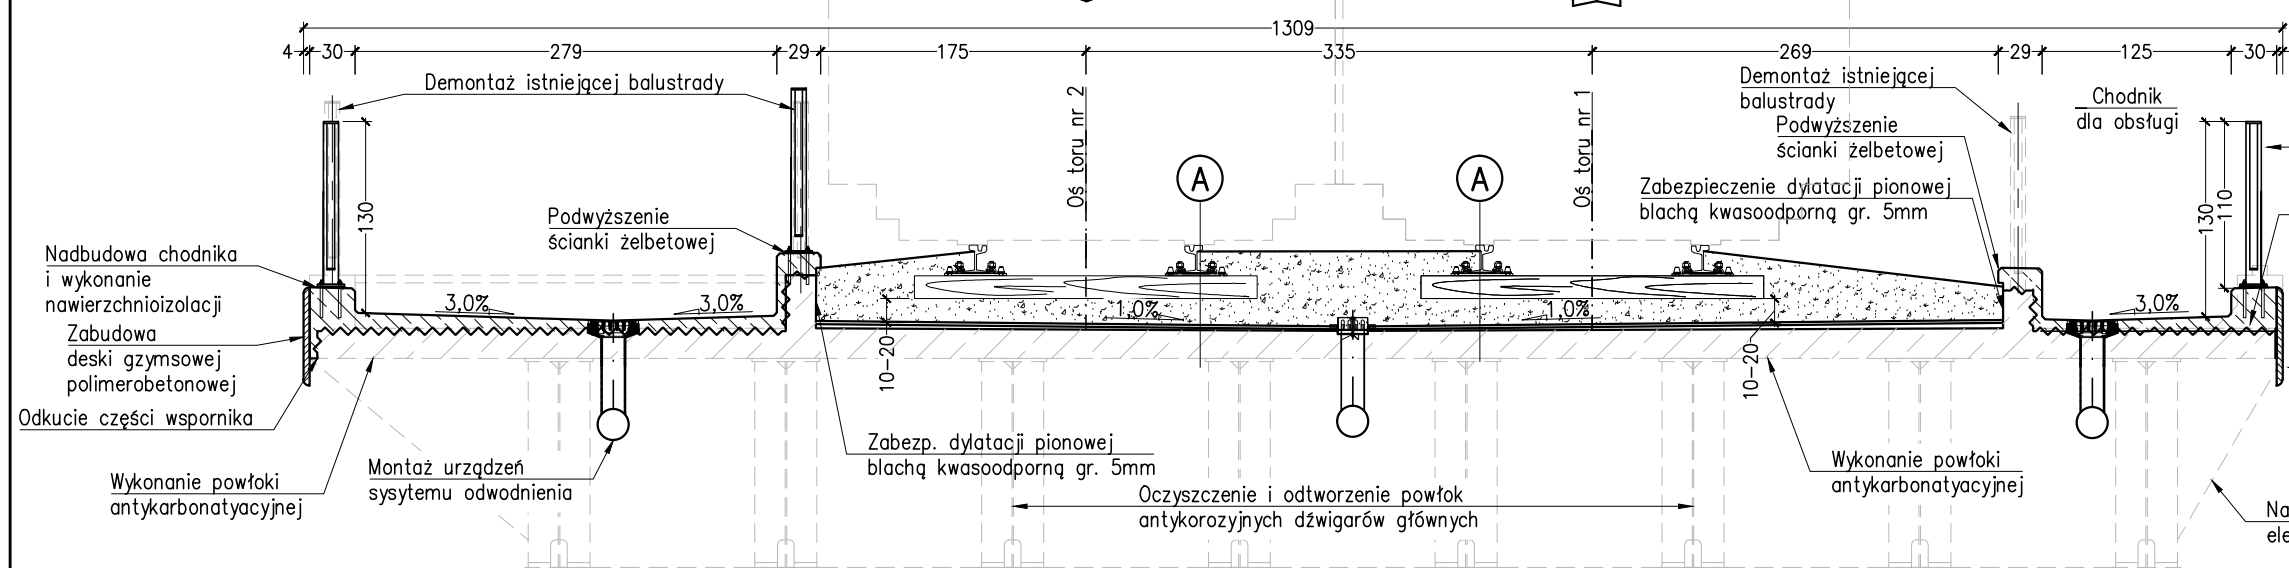 1309
4 30 279 29 175 335 269 29 125 30
Demontaż istniejącej balustrady
Demontaż istniejącej
balustrady
Podwyższenie
ścianki żelbetowej
Chodnik
dla obsługi
Oś toru nr 2
Oś toru nr 1
A
A
Zabezpieczenie dylatacji pionowej
blachą kwasoodporną gr. 5mm
130
130
110
Podwyższenie
ścianki żelbetowej
Nadbudowa chodnika
i wykonanie
nawierzchnioizolacji
3,0%
3,0%
1,0%
1,0%
3,0%
Zabudowa
deski gzymsowej
polimerobetonowej
10-20
10-20
Odkucie części wspornika
Zabezp. dylatacji pionowej
blachą kwasoodporną gr. 5mm
Montaż urządzeń
sysytemu odwodnienia
Wykonanie powłoki
antykarbonatyacyjnej
Wykonanie powłoki
antykarbonatyacyjnej
Oczyszczenie i odtworzenie powłok
antykorozyjnych dźwigarów głównych
Na
ele